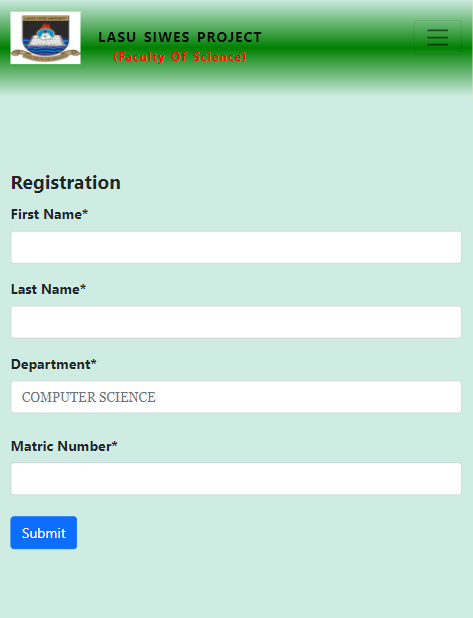 LASU SIWES PROJECT
(Faculty Of Science)
Registration
First Name*
Last Name*
Department*
COMPUTER SCIENCE
Matric Number*
Submit